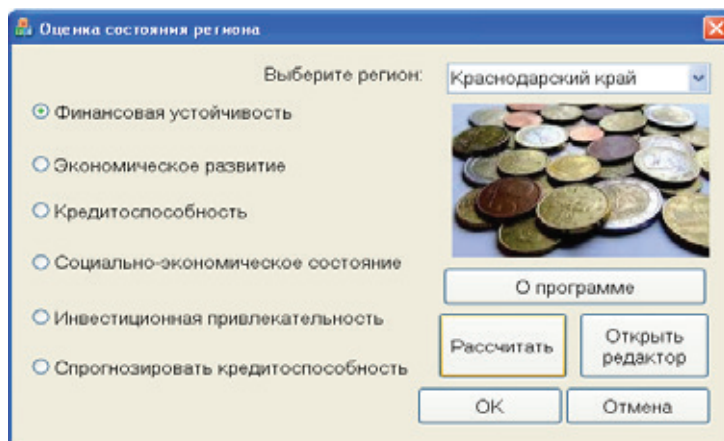 Оценка состояния региона
Выберите регион:
Краснодарский край
Финансовая устойчивость
Экономическое развитие
Кредитоспособность
Социально-экономическое состояние
Инвестиционная привлекательность
Спрогнозировать кредитоспособность
О программе
Рассчитать
Открыть
редактор
ОК
Отмена